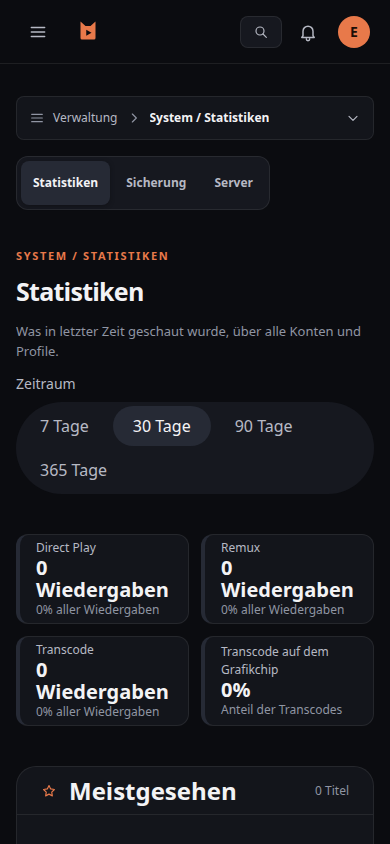 E
Verwaltung
System / Statistiken
Statistiken
Sicherung
Server
SYSTEM / STATISTIKEN
Statistiken
Was in letzter Zeit geschaut wurde, über alle Konten und
Profile.
Zeitraum
7 Tage
30 Tage
90 Tage
365 Tage
Direct Play
0
Wiedergaben
0% aller Wiedergaben
Remux
0
Wiedergaben
0% aller Wiedergaben
Transcode
0
Wiedergaben
0% aller Wiedergaben
Transcode auf dem
Grafikchip
0%
Anteil der Transcodes
Meistgesehen
0 Titel